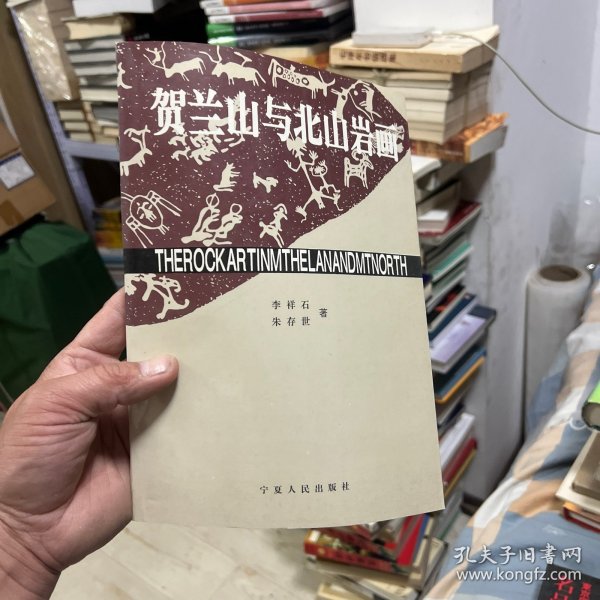 贺兰山与北山岩画
THEROCKARTINMTHELANANDMTNORTH
李祥石
朱存世
著
宁夏人民出版社
孔夫子旧书网
www.kongfz.com